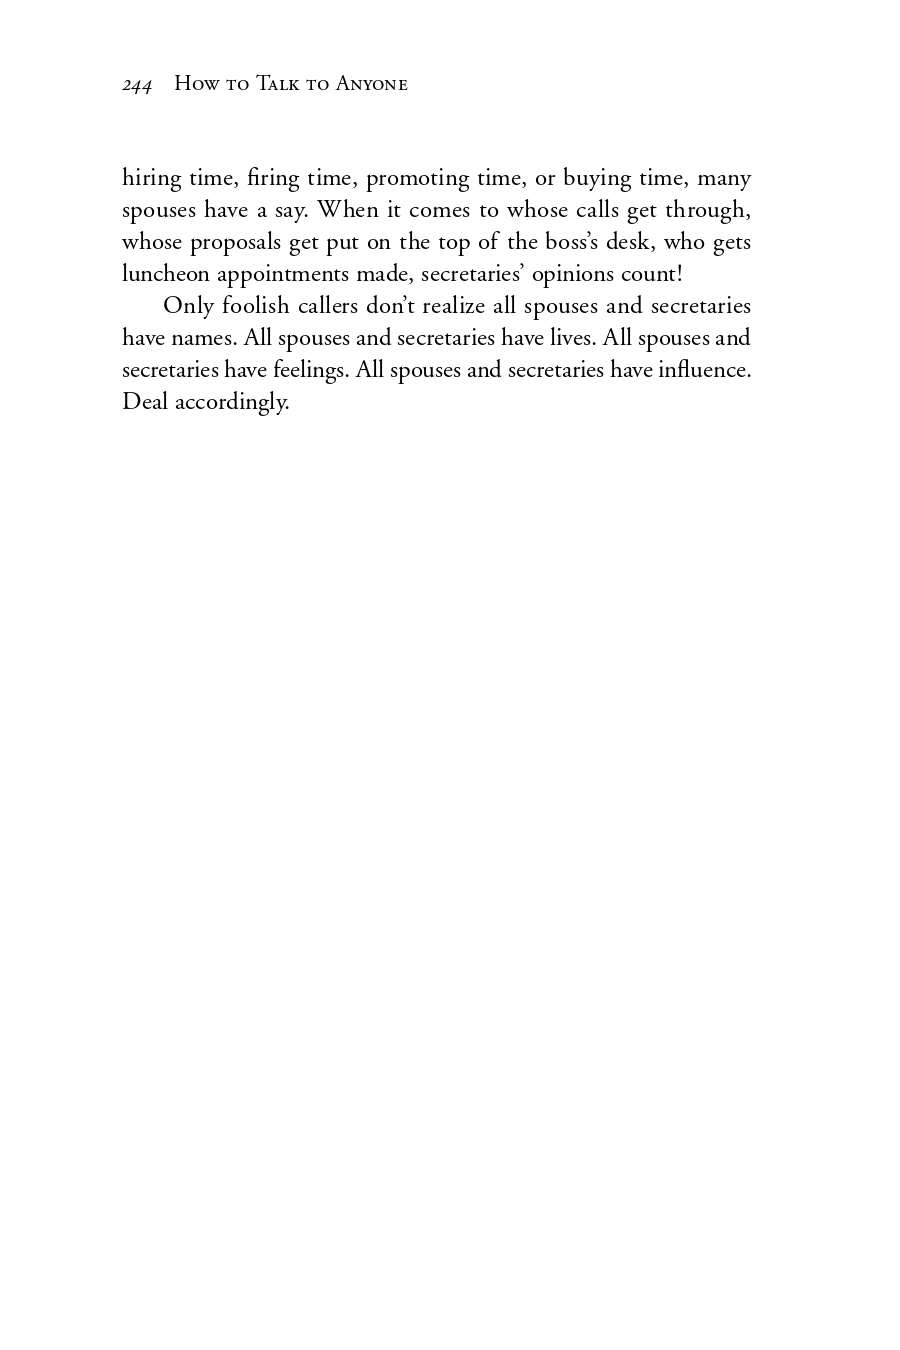 244 How to Talk to Anyone
hiring time, firing time, promoting time, or buying time, many
spouses have a say. When it comes to whose calls get through,
whose proposals get put on the top of the boss’s desk, who gets
luncheon appointments made, secretaries’ opinions count!
Only foolish callers don’t realize all spouses and secretaries
have names. All spouses and secretaries have lives. All spouses and
secretaries have feelings. All spouses and secretaries have influence.
Deal accordingly.